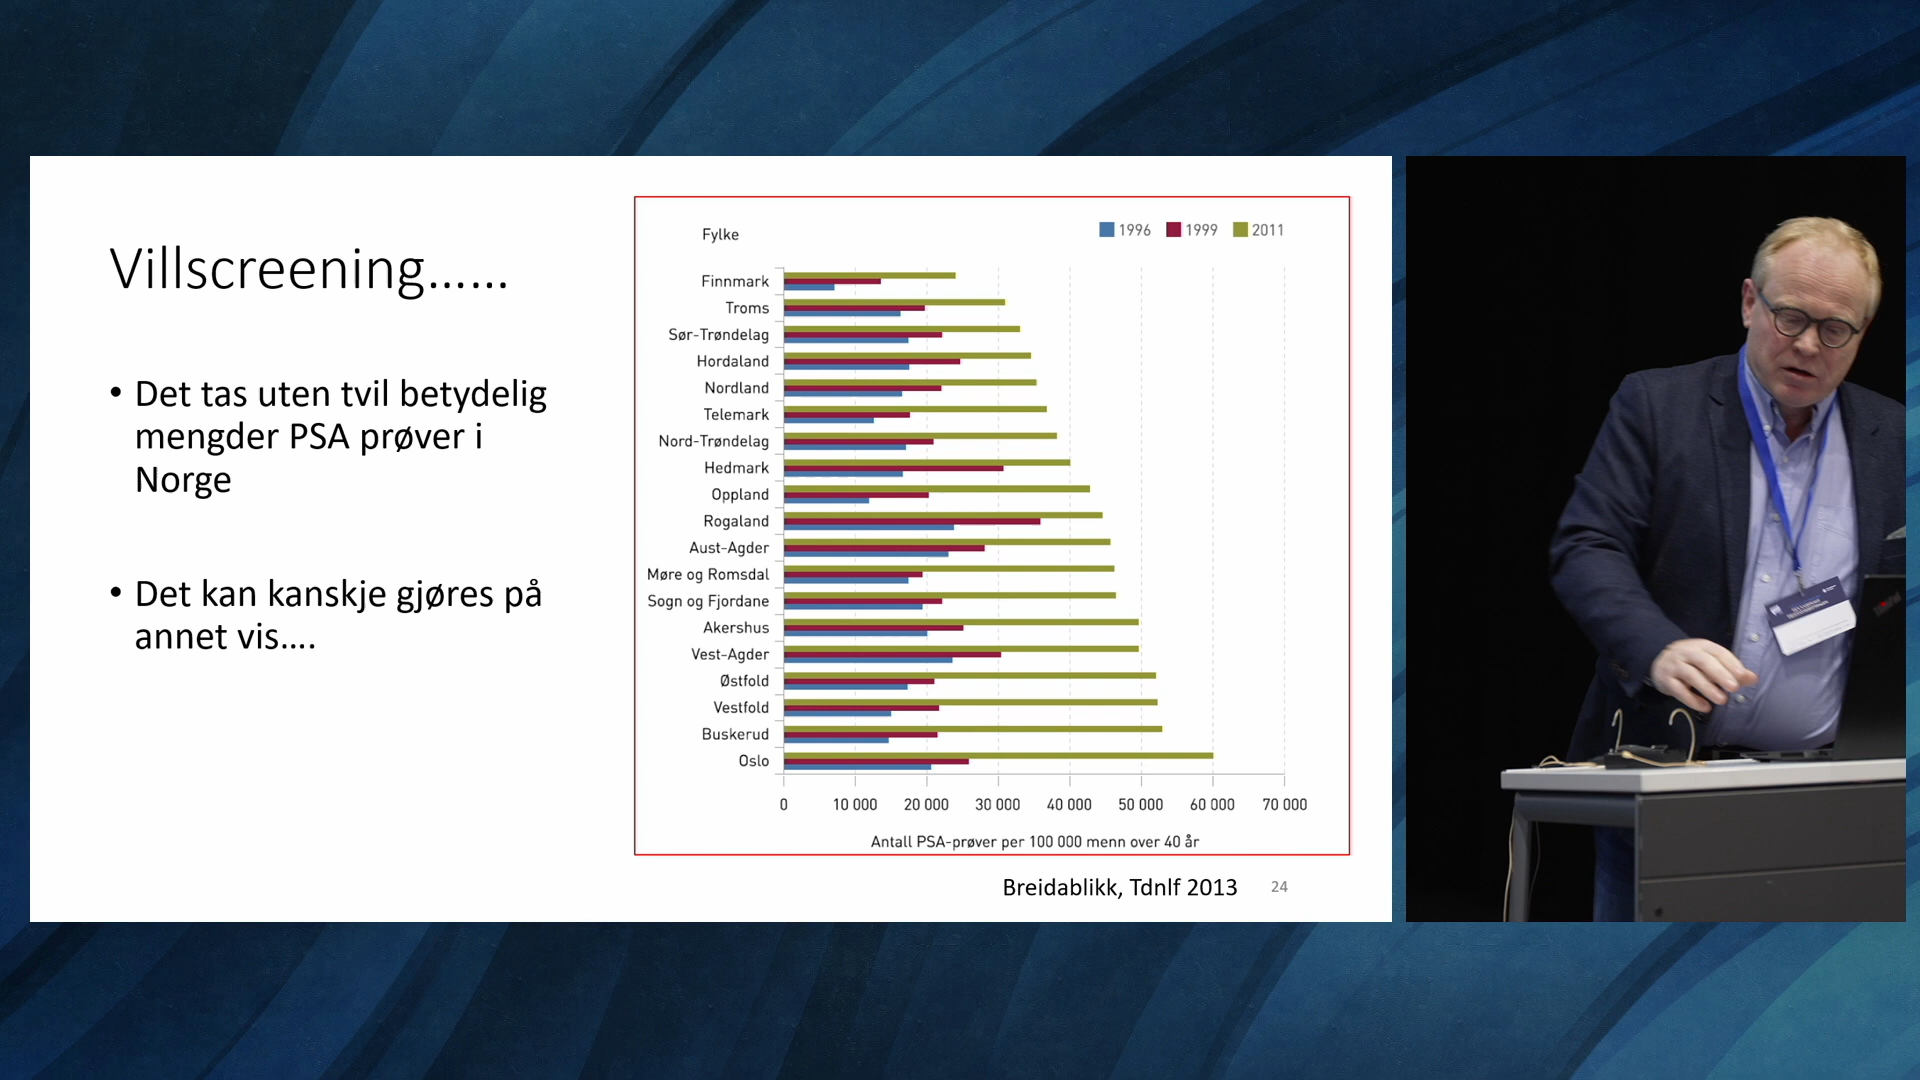 Villscreening......
• Det tas uten tvil betydelig
mengder PSA prøver i
Norge
• Det kan kanskje gjøres på
annet vis....
Fylke
1996
1999
2011
Finnmark
Troms
Sør-Trøndelag
Hordaland
Nordland
Telemark
Nord-Trøndelag
Hedmark
Oppland
Rogaland
Aust-Agder
Møre og Romsdal
Sogn og Fjordane
Akershus
Vest-Agder
Østfold
Vestfold
Buskerud
Oslo
0 10 000 20 000 30 000 40 000 50 000 60 000 70 000
Antall PSA-prøver per 100 000 menn over 40 år
Breidablikk, Tdnlf 2013
24